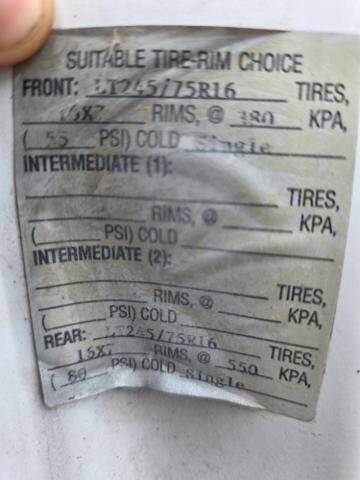 SUITABLE TIRE-RIM CHOICE
FRONT: LT245/75R16 TIRES,
16X7 RIMS, @ 380 KPA,
( 55 PSI) COLD Single
INTERMEDIATE (1):
TIRES,
RIMS, @ KPA,
( PSI) COLD
INTERMEDIATE (2):
TIRES,
RIMS, @ KPA,
( PSI) COLD
REAR: LT245/75R16 TIRES,
16X7 RIMS, @ 550 KPA,
( 80 PSI) COLD Single